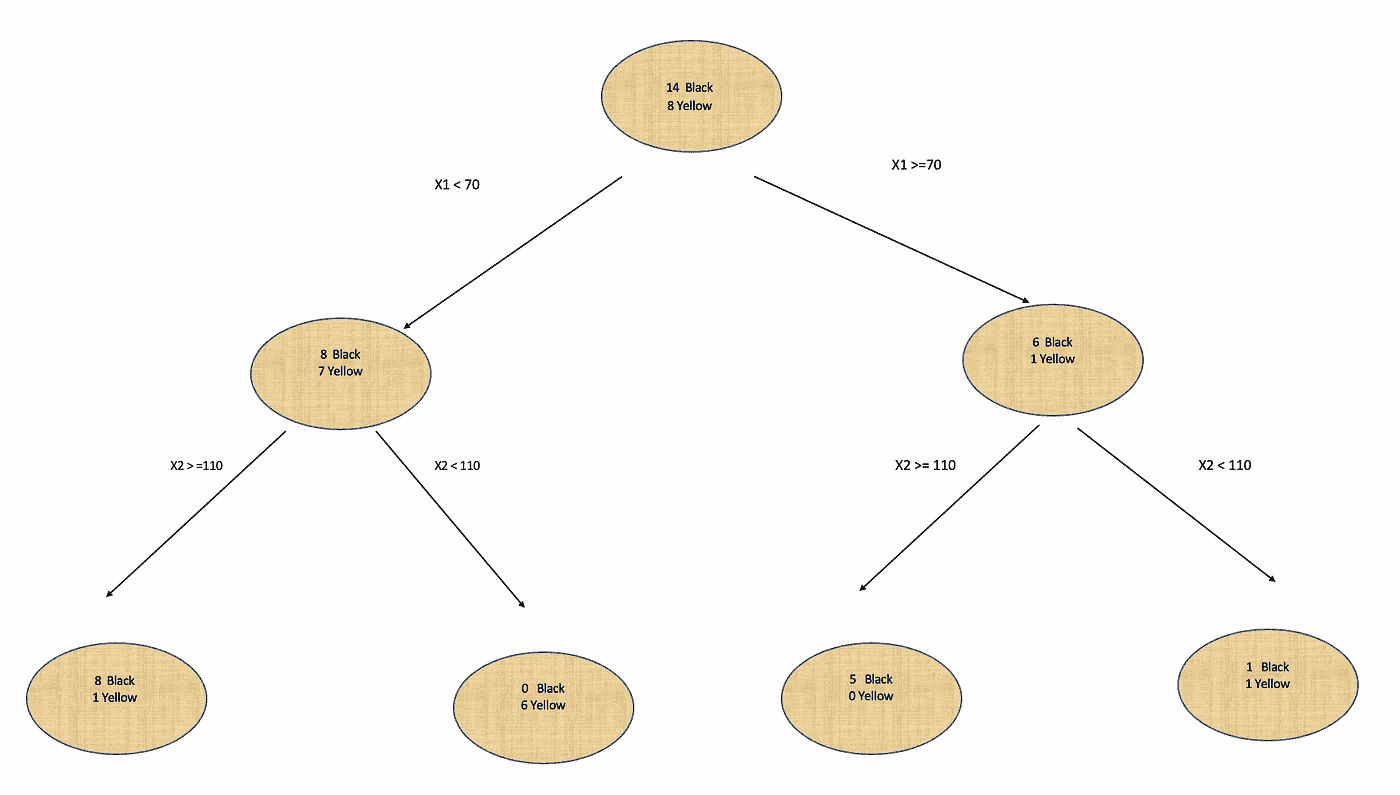 14 Black
8 Yellow
X1 < 70
X1 >=70
8 Black
7 Yellow
6 Black
1 Yellow
X2 > =110
X2 < 110
X2 >= 110
X2 < 110
8 Black
1 Yellow
0 Black
6 Yellow
5 Black
0 Yellow
1 Black
1 Yellow